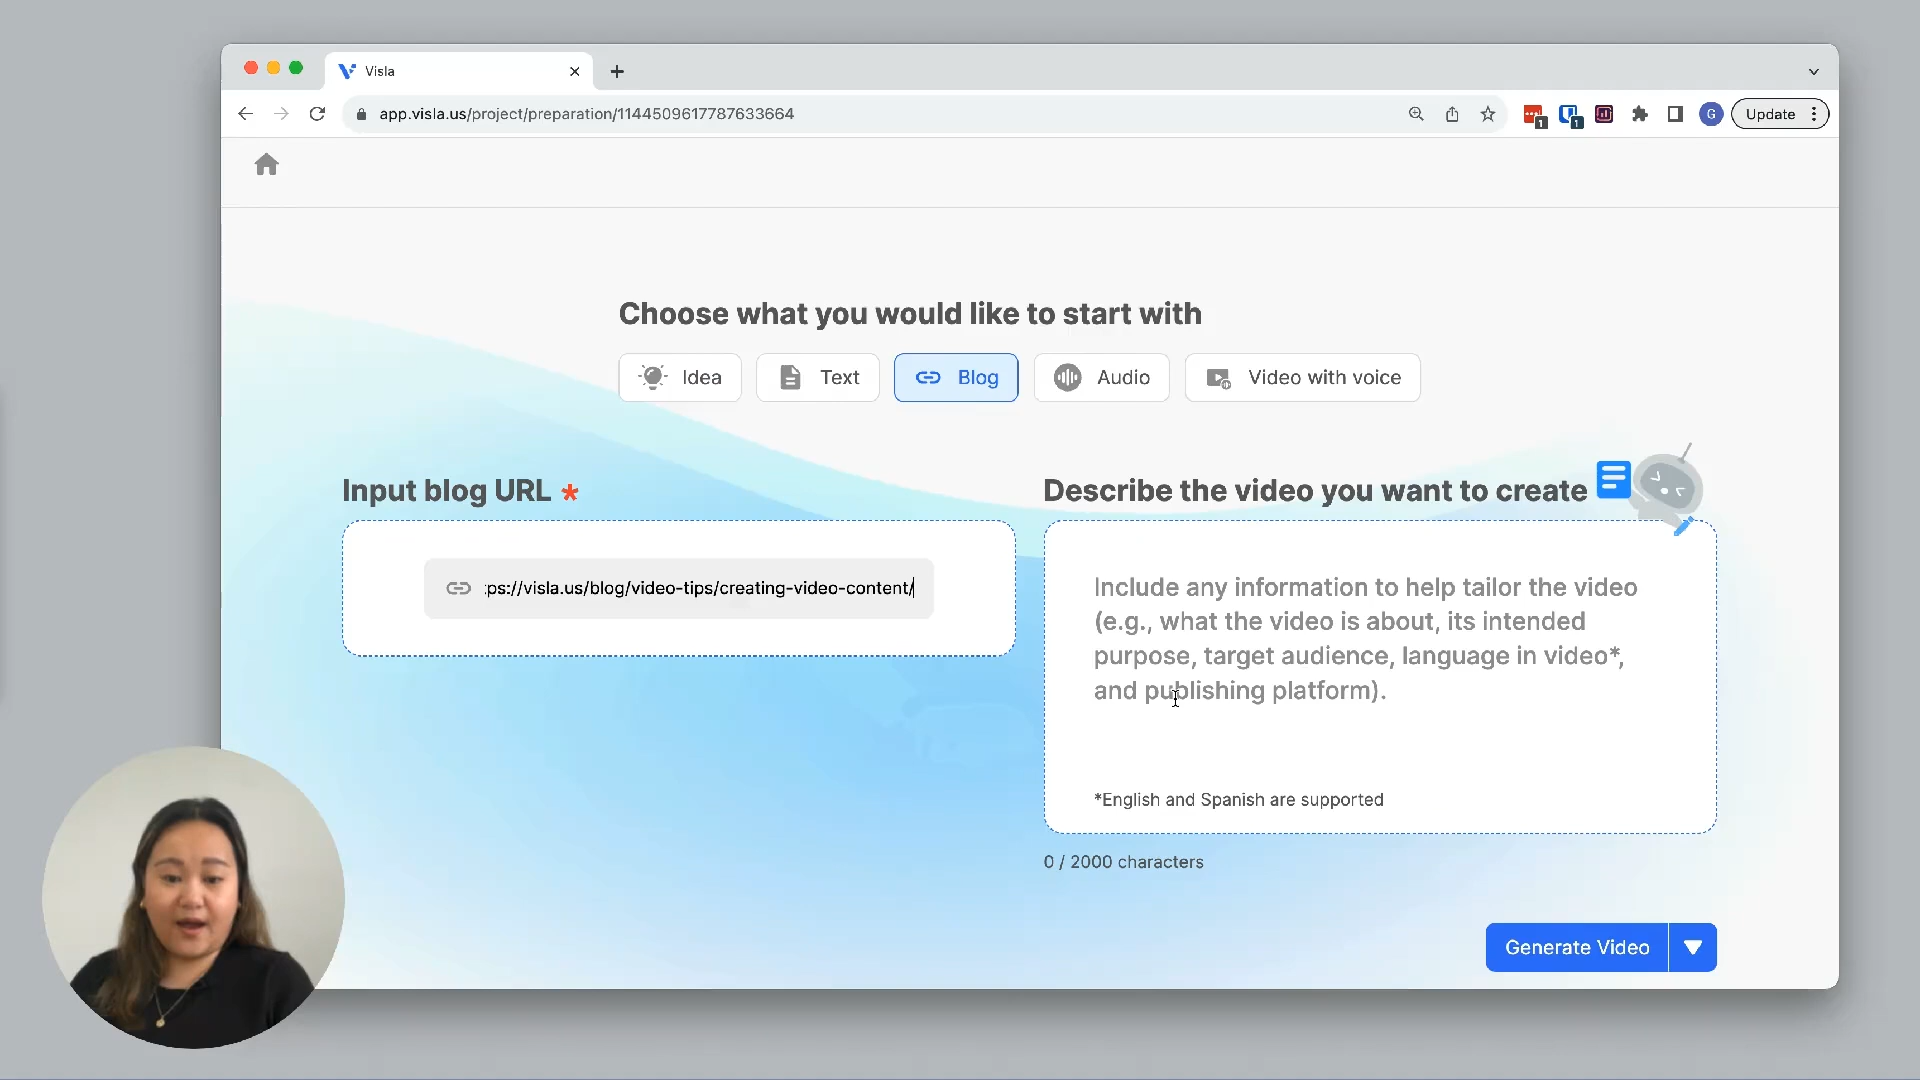 Visla
app.visla.us/project/preparation/1144509617787633664
1
1
G
Update
Choose what you would like to start with
Idea
Text
Blog
Audio
Video with voice
Input blog URL *
:ps://visla.us/blog/video-tips/creating-video-content/
Describe the video you want to create
Include any information to help tailor the video
(e.g., what the video is about, its intended
purpose, target audience, language in video*,
and publishing platform).
*English and Spanish are supported
0 / 2000 characters
Generate Video